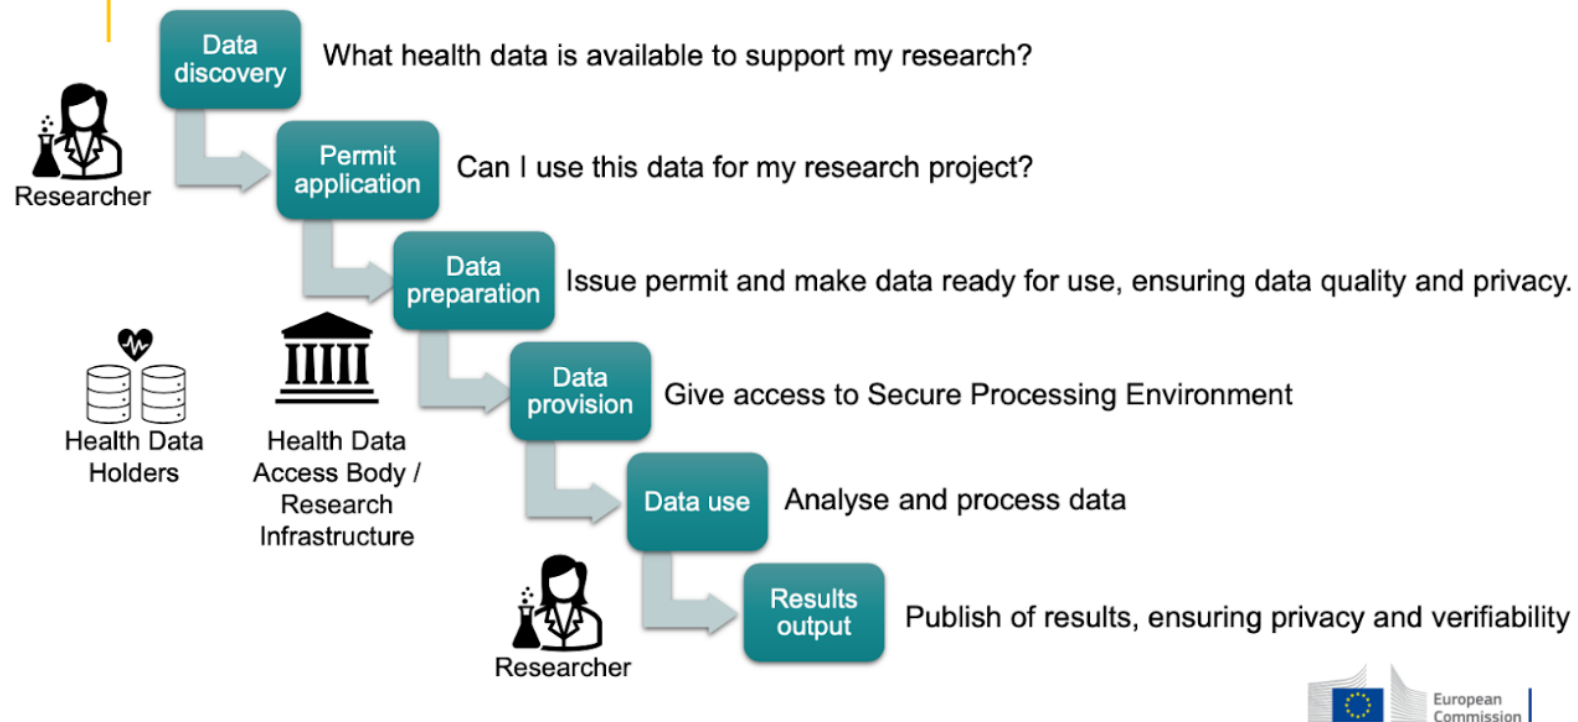 Data
discovery
What health data is available to support my research?
Researcher
Permit
application
Can I use this data for my research project?
Data
preparation
Issue permit and make data ready for use, ensuring data quality and privacy.
Health Data
Holders
Health Data
Access Body /
Research
Infrastructure
Data
provision
Give access to Secure Processing Environment
Data use
Analyse and process data
Researcher
Results
output
Publish of results, ensuring privacy and verifiability
European
Commission